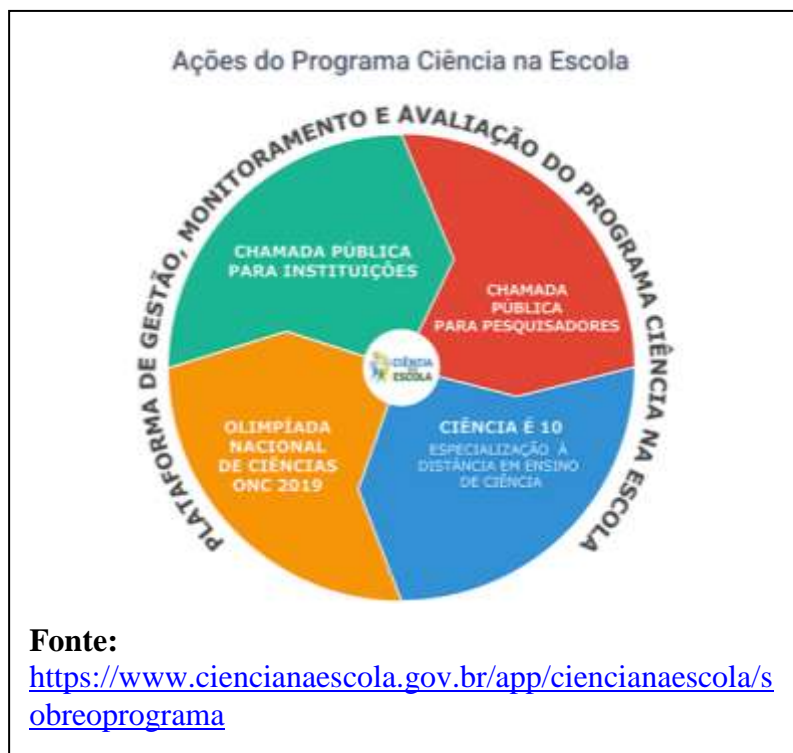 Ações do Programa Ciência na Escola
PLATAFORMA DE GESTÃO, MONITORAMENTO E AVALIAÇÃO DO PROGRAMA CIÊNCIA NA ESCOLA
CHAMADA PÚBLICA
PARA INSTITUIÇÕES
CHAMADA
PÚBLICA
PARA PESQUISADORES
CIÊNCIA
ESCOLA
OLIMPÍADA
NACIONAL
DE CIÊNCIAS
ONC 2019
CIÊNCIA É 10
ESPECIALIZAÇÃO À
DISTÂNCIA EM ENSINO
DE CIÊNCIA
Fonte:
https://www.ciencianaescola.gov.br/app/ciencianaescola/s
obreoprograma